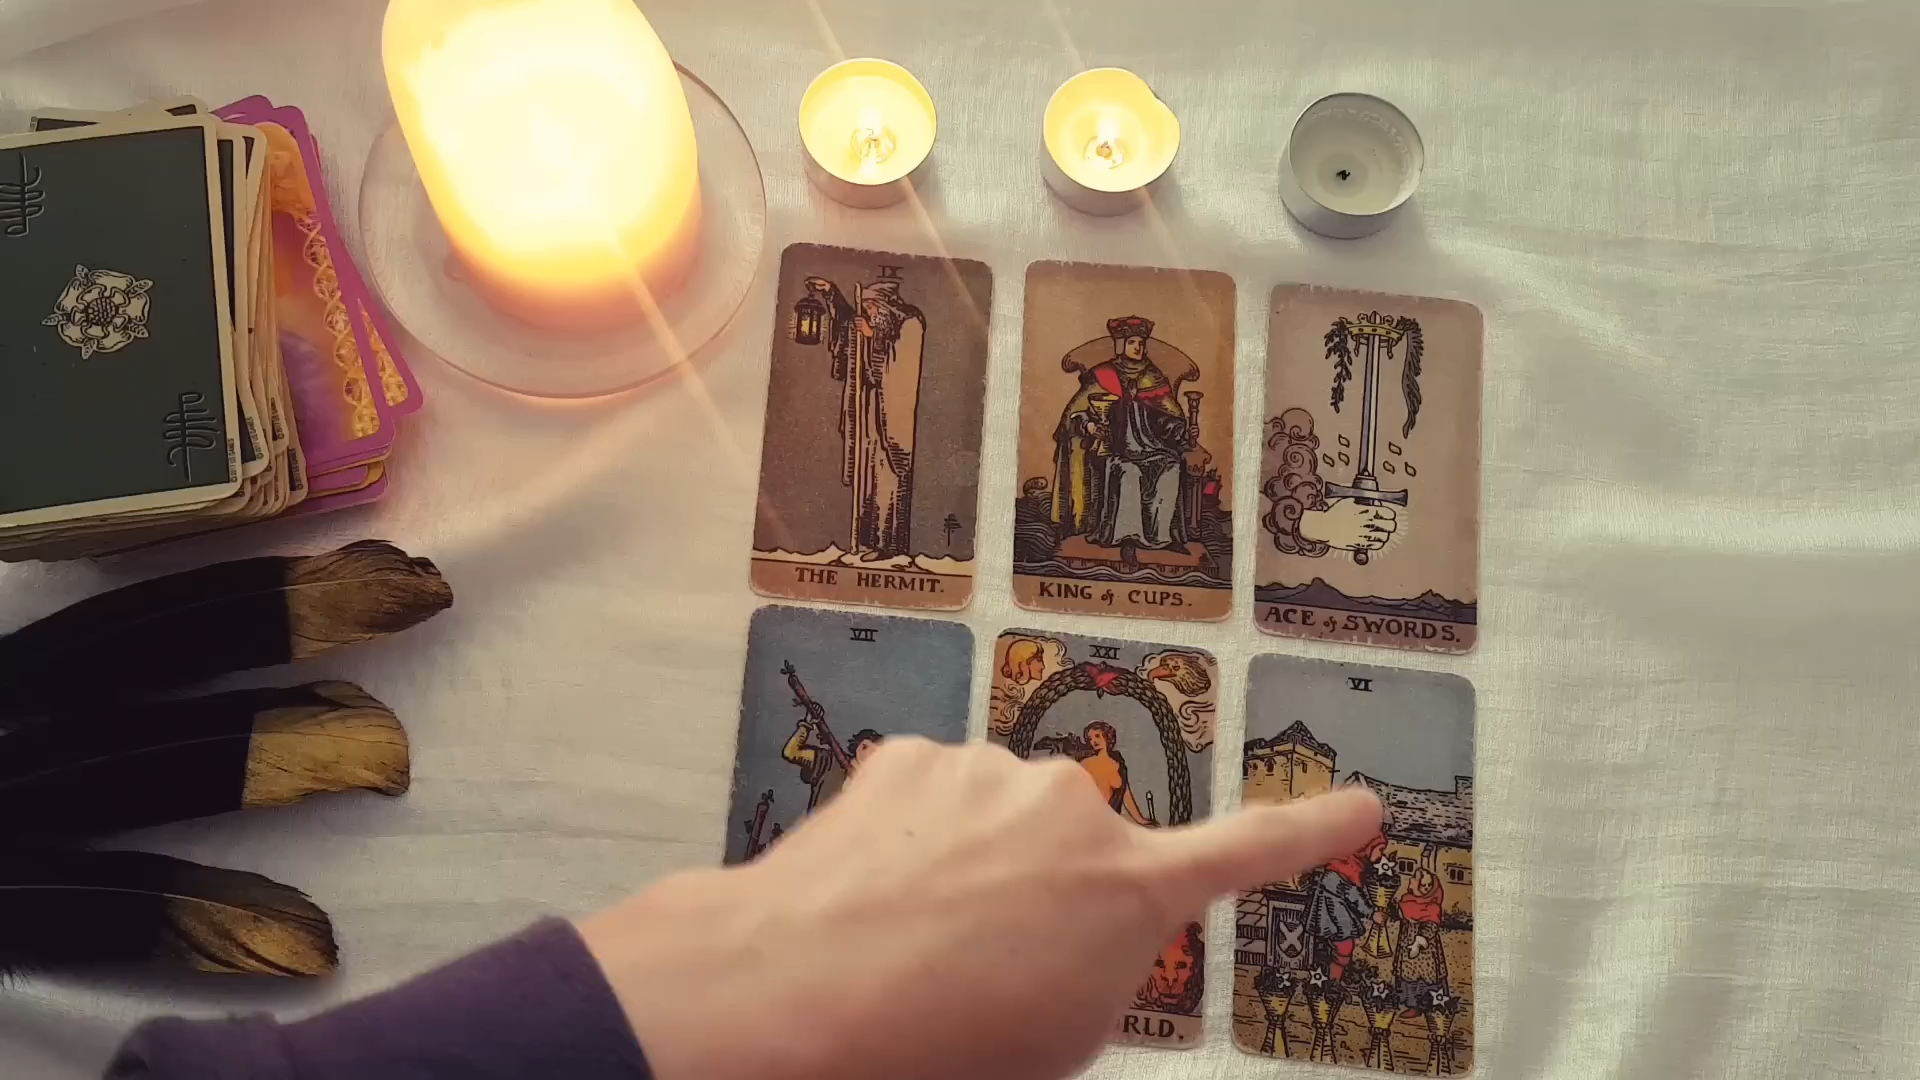 IX
THE HERMIT.
KING of CUPS.
ACE of SWORDS.
VII
XXI
VI
RLD.